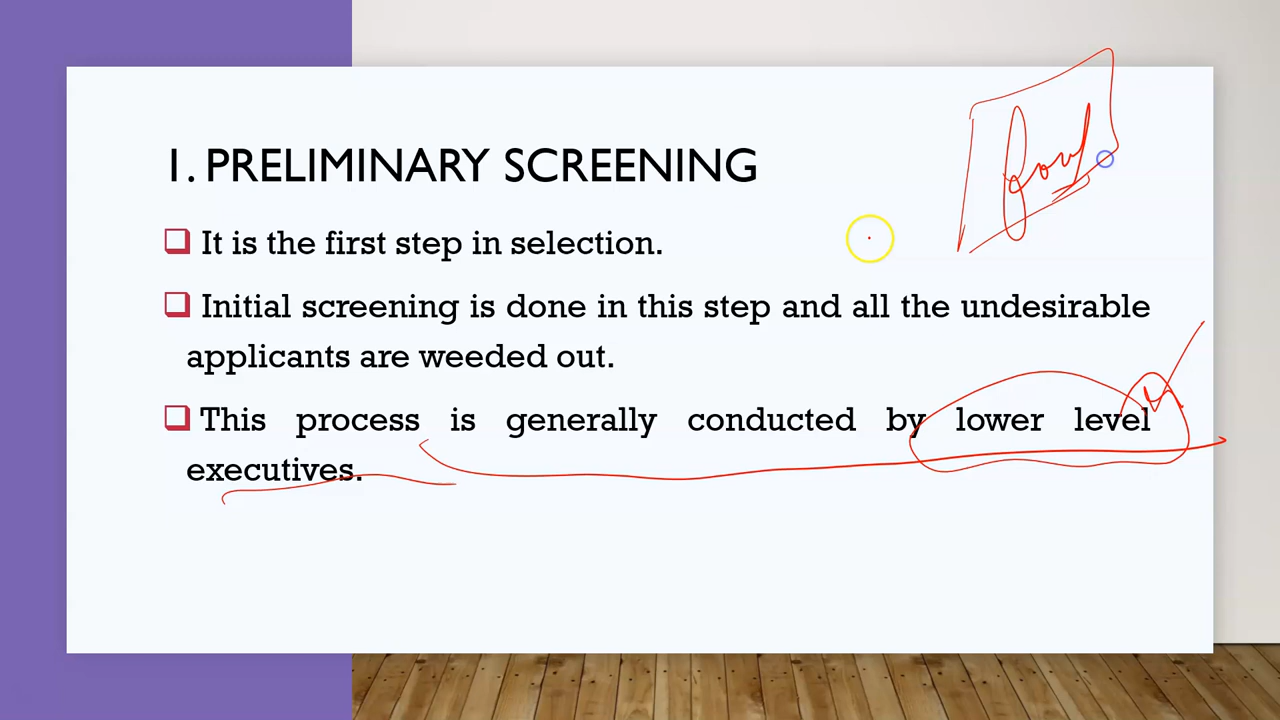 1. PRELIMINARY SCREENING
It is the first step in selection.
Initial screening is done in this step and all the undesirable
applicants are weeded out.
This process is generally conducted by lower level
executives.